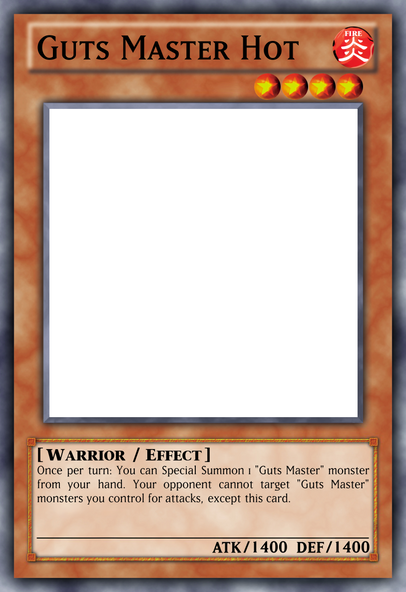 Guts Master Hot
FIRE
炎
[Warrior / Effect]
Once per turn: You can Special Summon 1 "Guts Master" monster
from your hand. Your opponent cannot target "Guts Master"
monsters you control for attacks, except this card.
ATK/1400 DEF/1400